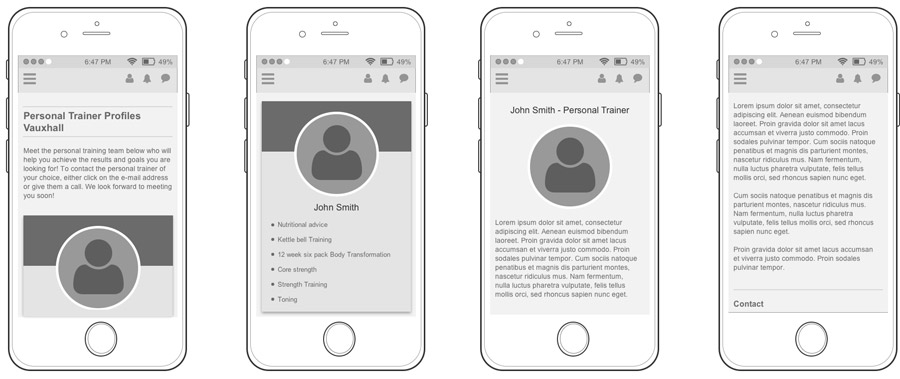 6:47 PM 49%
Personal Trainer Profiles
Vauxhall
Meet the personal training team below who will
help you achieve the results and goals you are
looking for! To contact the personal trainer of
your choice, either click on the e-mail address
or give them a call. We look forward to meeting
you soon!
6:47 PM 49%
John Smith
Nutritional advice
Kettle bell Training
12 week six pack Body Transformation
Core strength
Strength Training
Toning
6:47 PM 49%
John Smith - Personal Trainer
Lorem ipsum dolor sit amet, consectetur
adipiscing elit. Aenean euismod bibendum
laoreet. Proin gravida dolor sit amet lacus
accumsan et viverra justo commodo. Proin
sodales pulvinar tempor. Cum sociis natoque
penatibus et magnis dis parturient montes,
nascetur ridiculus mus. Nam fermentum,
nulla luctus pharetra vulputate, felis tellus
mollis orci, sed rhoncus sapien nunc eget.
6:47 PM 49%
Lorem ipsum dolor sit amet, consectetur
adipiscing elit. Aenean euismod bibendum
laoreet. Proin gravida dolor sit amet lacus
accumsan et viverra justo commodo. Proin
sodales pulvinar tempor. Cum sociis natoque
penatibus et magnis dis parturient montes,
nascetur ridiculus mus. Nam fermentum,
nulla luctus pharetra vulputate, felis tellus
mollis orci, sed rhoncus sapien nunc eget.
Cum sociis natoque penatibus et magnis dis
parturient montes, nascetur ridiculus mus.
Nam fermentum, nulla luctus pharetra
vulputate, felis tellus mollis orci, sed rhoncus
sapien nunc eget.
Proin gravida dolor sit amet lacus accumsan
et viverra justo commodo. Proin sodales
pulvinar tempor.
Contact